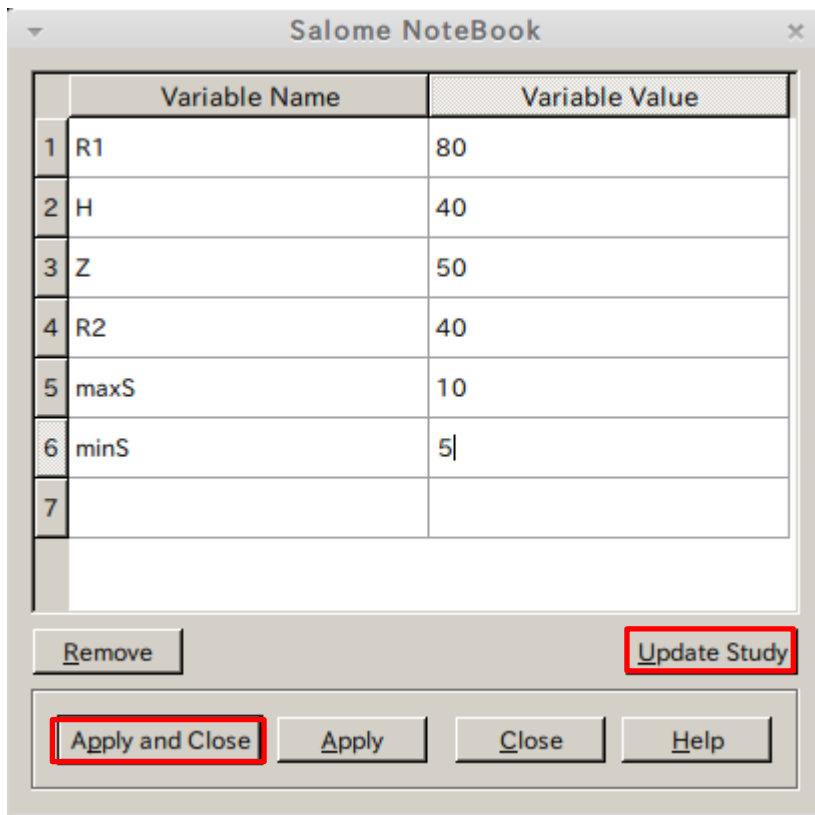 Salome NoteBook
Variable Name Variable Value
1 R1 80
2 H 40
3 Z 50
4 R2 40
5 maxS 10
6 minS 5
7
Remove Update Study
Apply and Close Apply Close Help